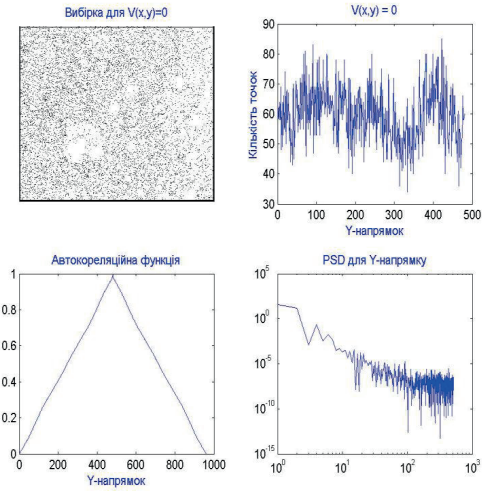 Вибірка для V(x,y)=0
V(x,y) = 0
Кількість точок
90
80
70
60
50
40
30
0 100 200 300 400 500
Y-напрямок
Автокореляційна функція
1
0.8
0.6
0.4
0.2
0
0 200 400 600 800 1000
Y-напрямок
PSD для Y-напрямку
10^5
10^0
10^-5
10^-10
10^-15
10^0 10^1 10^2 10^3